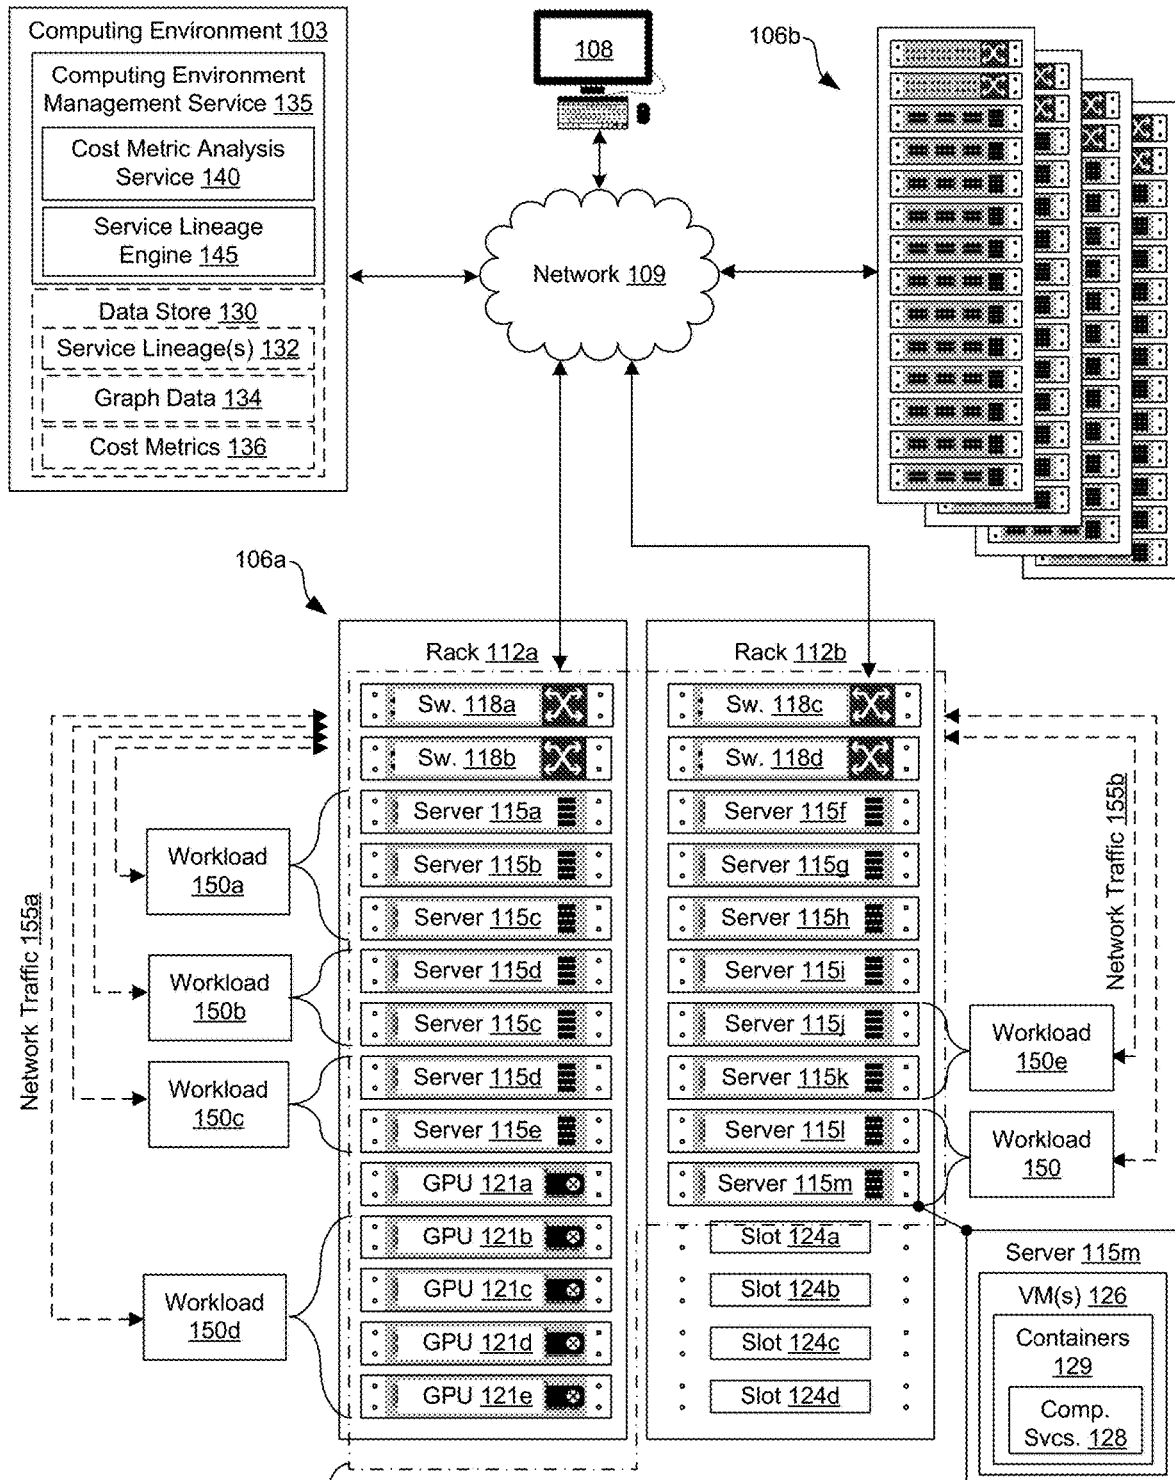 Computing Environment 103
Computing Environment
Management Service 135
Cost Metric Analysis
Service 140
Service Lineage
Engine 145
Data Store 130
Service Lineage(s) 132
Graph Data 134
Cost Metrics 136
108
106b
Network 109
106a
Rack 112a
Sw. 118a
Sw. 118b
Server 115a
Server 115b
Server 115c
Server 115d
Server 115c
Server 115d
Server 115e
GPU 121a
GPU 121b
GPU 121c
GPU 121d
GPU 121e
Rack 112b
Sw. 118c
Sw. 118d
Server 115f
Server 115g
Server 115h
Server 115i
Server 115j
Server 115k
Server 115l
Server 115m
Slot 124a
Slot 124b
Slot 124c
Slot 124d
Network Traffic 155a
Workload
150a
Workload
150b
Workload
150c
Workload
150d
Network Traffic 155b
Workload
150e
Workload
150
Server 115m
VM(s) 126
Containers
129
Comp.
Svcs. 128